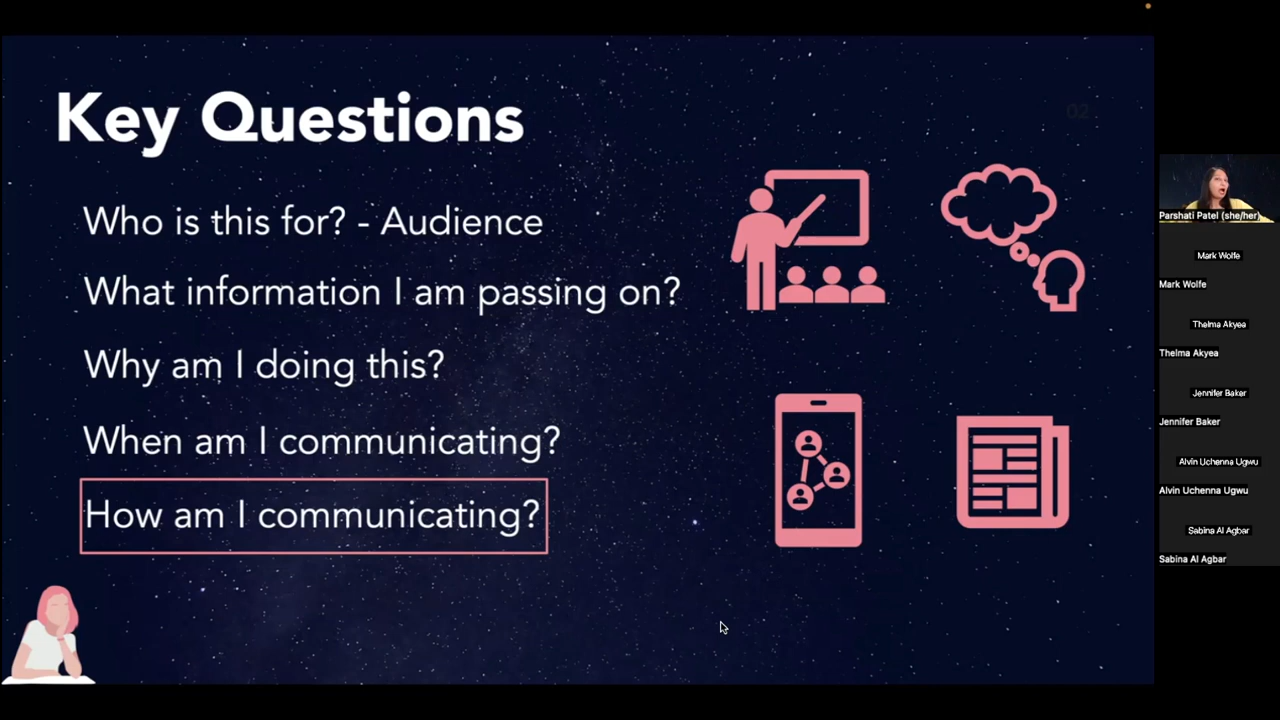 Key Questions
02
Who is this for? - Audience
What information I am passing on?
Why am I doing this?
When am I communicating?
How am I communicating?
Parshati Patel (she/her)
Mark Wolfe
Mark Wolfe
Thelma Akyea
Thelma Akyea
Jennifer Baker
Jennifer Baker
Alvin Uchenna Ugwu
Alvin Uchenna Ugwu
Sabina Al Agbar
Sabina Al Agbar